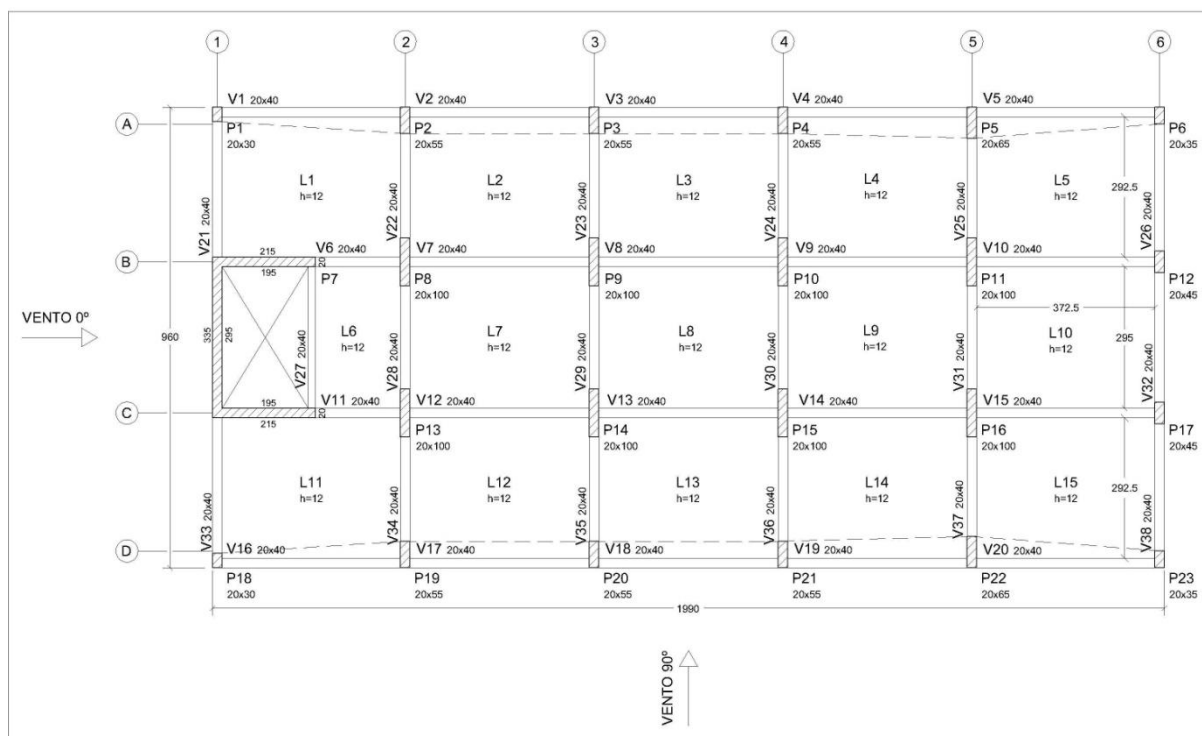 1 2 3 4 5 6
V1 20x40 V2 20x40 V3 20x40 V4 20x40 V5 20x40
A
P1 P2 P3 P4 P5 P6
20x30 20x55 20x55 20x55 20x65 20x35
L1 L2 L3 L4 L5
h=12 h=12 h=12 h=12 h=12
292.5
V21 20x40 V22 20x40 V23 20x40 V24 20x40 V25 20x40 V26 20x40
215 V6 20x40 V7 20x40 V8 20x40 V9 20x40 V10 20x40
B
20
195 P7 P8 P9 P10 P11 P12
20x100 20x100 20x100 20x100 20x45
372.5
VENTO 0º
960
335
295
L6 L7 L8 L9 L10
h=12 h=12 h=12 h=12 h=12
295
V27 20x40 V28 20x40 V29 20x40 V30 20x40 V31 20x40 V32 20x40
195 V11 20x40 V12 20x40 V13 20x40 V14 20x40 V15 20x40
C
20
215 P13 P14 P15 P16 P17
20x100 20x100 20x100 20x100 20x45
L11 L12 L13 L14 L15
h=12 h=12 h=12 h=12 h=12
292.5
V33 20x40 V34 20x40 V35 20x40 V36 20x40 V37 20x40 V38 20x40
D
V16 20x40 V17 20x40 V18 20x40 V19 20x40 V20 20x40
P18 P19 P20 P21 P22 P23
20x30 20x55 20x55 20x55 20x65 20x35
1990
VENTO 90º